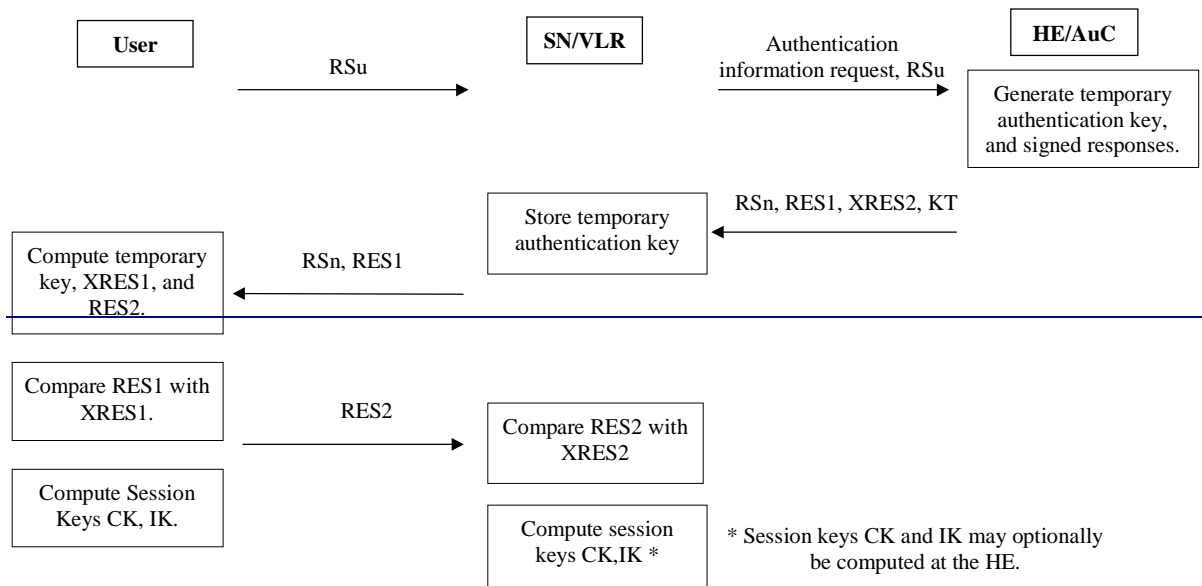 User
SN/VLR
HE/AuC
RSu
Authentication
information request, RSu
Generate temporary
authentication key,
and signed responses.
RSn, RES1, XRES2, KT
Store temporary
authentication key
Compute temporary
key, XRES1, and
RES2.
RSn, RES1
Compare RES1 with
XRES1.
RES2
Compare RES2 with
XRES2
Compute Session
Keys CK, IK.
Compute session
keys CK,IK *
* Session keys CK and IK may optionally
be computed at the HE.